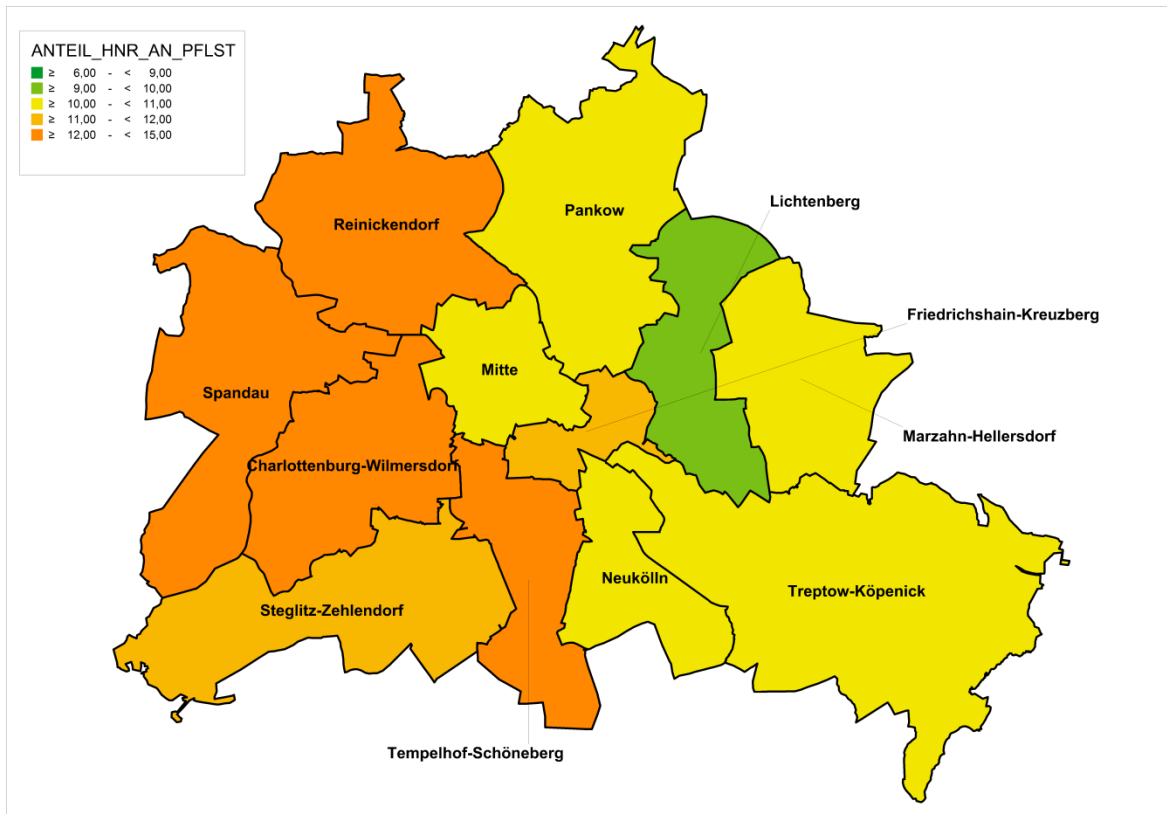 ANTEIL_HNR_AN_PFLST
≥ 6,00 - < 9,00
≥ 9,00 - < 10,00
≥ 10,00 - < 11,00
≥ 11,00 - < 12,00
≥ 12,00 - < 15,00
Lichtenberg
Pankow
Reinickendorf
Friedrichshain-Kreuzberg
Mitte
Spandau
Marzahn-Hellersdorf
Charlottenburg-Wilmersdorf
Neukölln
Treptow-Köpenick
Steglitz-Zehlendorf
Tempelhof-Schöneberg